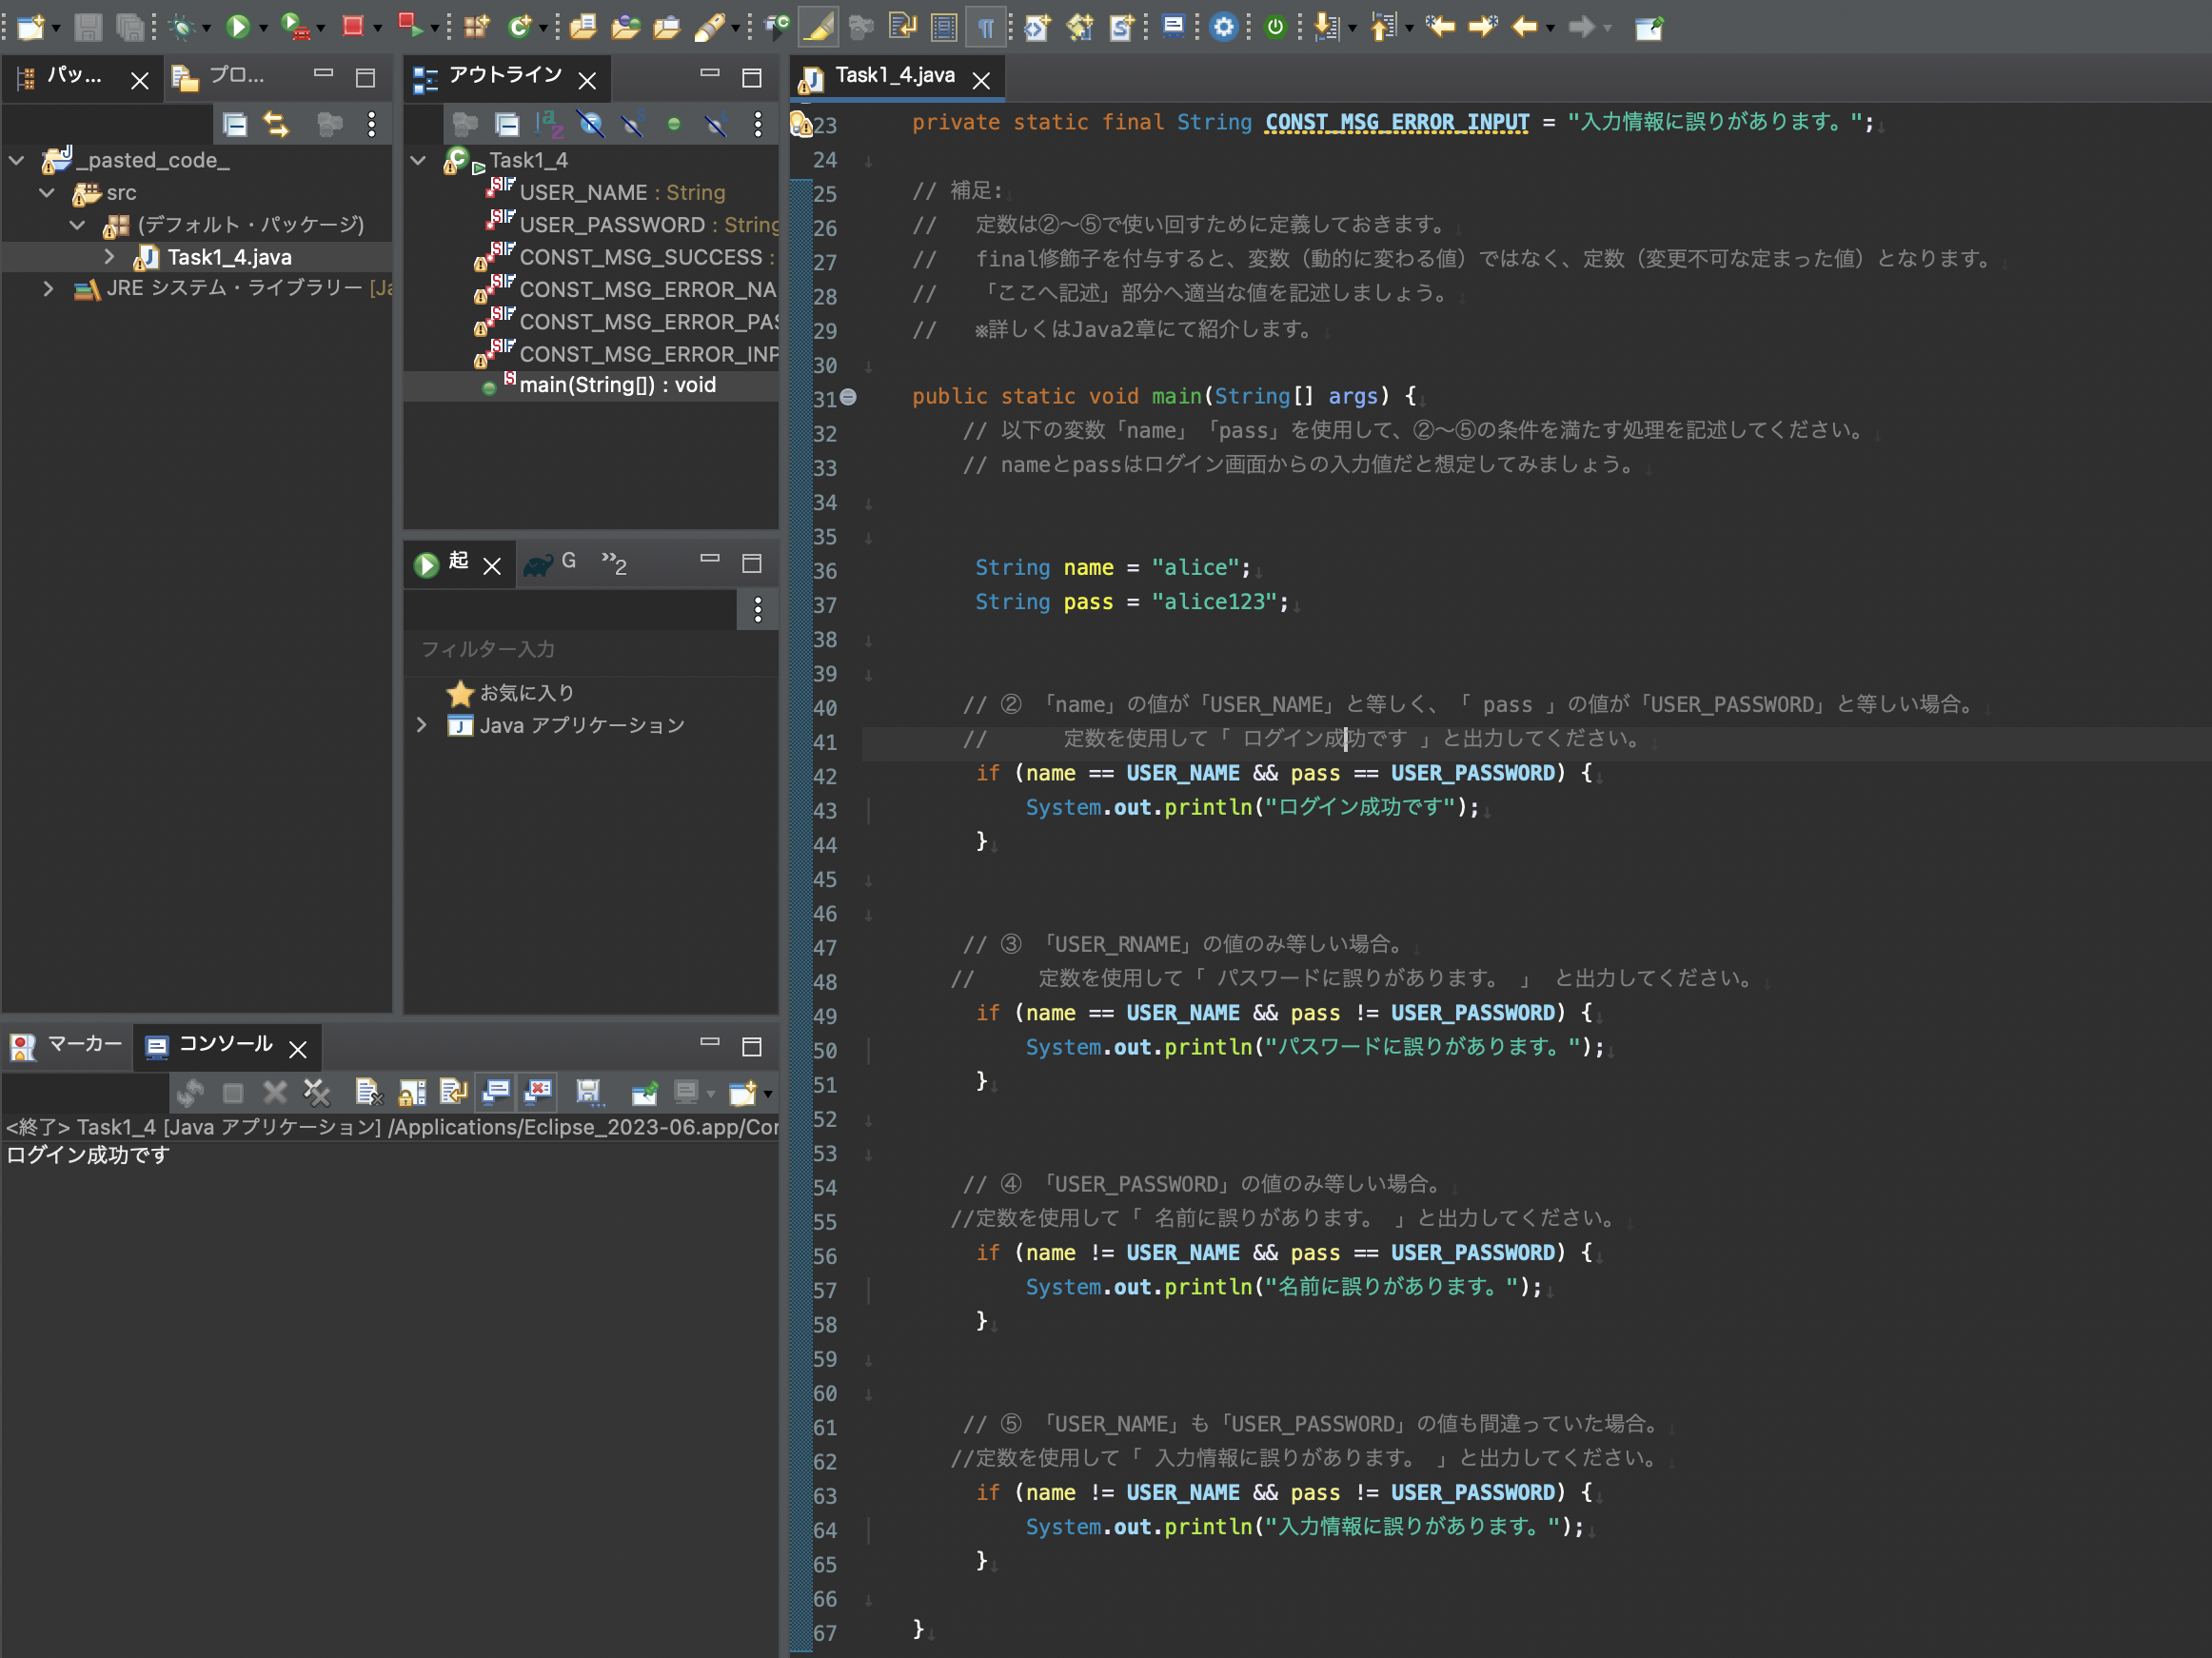 パッ...
プロ...
_pasted_code_
src
(デフォルト・パッケージ)
Task1_4.java
JRE システム・ライブラリー
アウトライン
Task1_4
USER_NAME : String
USER_PASSWORD : String
CONST_MSG_SUCCESS :
CONST_MSG_ERROR_NA
CONST_MSG_ERROR_PAS
CONST_MSG_ERROR_INP
main(String[]) : void
起
G
»2
フィルター入力
お気に入り
Java アプリケーション
マーカー
コンソール
<終了> Task1_4 [Java アプリケーション] /Applications/Eclipse_2023-06.app/Cor
ログイン成功です
Task1_4.java
23 private static final String CONST_MSG_ERROR_INPUT = "入力情報に誤りがあります。";
24
25 // 補足:
26 //   定数は②〜⑤で使い回すために定義しておきます。
27 //   final修飾子を付与すると、変数（動的に変わる値）ではなく、定数（変更不可な定まった値）となります。
28 //   「ここへ記述」部分へ適当な値を記述しましょう。
29 //   ※詳しくはJava2章にて紹介します。
30
31 public static void main(String[] args) {
32 // 以下の変数「name」「pass」を使用して、②〜⑤の条件を満たす処理を記述してください。
33 // nameとpassはログイン画面からの入力値だと想定してみましょう。
34
35
36 String name = "alice";
37 String pass = "alice123";
38
39
40 // ② 「name」の値が「USER_NAME」と等しく、「 pass 」の値が「USER_PASSWORD」と等しい場合。
41 //      定数を使用して「 ログイン成功です 」と出力してください。
42 if (name == USER_NAME && pass == USER_PASSWORD) {
43 System.out.println("ログイン成功です");
44 }
45
46
47 // ③ 「USER_RNAME」の値のみ等しい場合。
48 //     定数を使用して「 パスワードに誤りがあります。 」 と出力してください。
49 if (name == USER_NAME && pass != USER_PASSWORD) {
50 System.out.println("パスワードに誤りがあります。");
51 }
52
53
54 // ④ 「USER_PASSWORD」の値のみ等しい場合。
55 //定数を使用して「 名前に誤りがあります。 」と出力してください。
56 if (name != USER_NAME && pass == USER_PASSWORD) {
57 System.out.println("名前に誤りがあります。");
58 }
59
60
61 // ⑤ 「USER_NAME」も「USER_PASSWORD」の値も間違っていた場合。
62 //定数を使用して「 入力情報に誤りがあります。 」と出力してください。
63 if (name != USER_NAME && pass != USER_PASSWORD) {
64 System.out.println("入力情報に誤りがあります。");
65 }
66
67 }